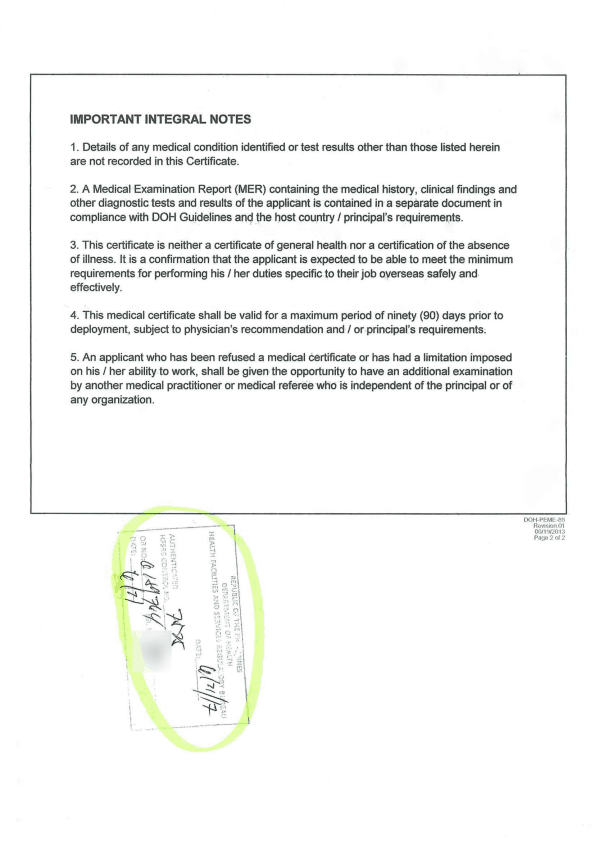 IMPORTANT INTEGRAL NOTES
1. Details of any medical condition identified or test results other than those listed herein
are not recorded in this Certificate.
2. A Medical Examination Report (MER) containing the medical history, clinical findings and
other diagnostic tests and results of the applicant is contained in a separate document in
compliance with DOH Guidelines and the host country / principal's requirements.
3. This certificate is neither a certificate of general health nor a certification of the absence
of illness. It is a confirmation that the applicant is expected to be able to meet the minimum
requirements for performing his / her duties specific to their job overseas safely and
effectively.
4. This medical certificate shall be valid for a maximum period of ninety (90) days prior to
deployment, subject to physician's recommendation and / or principal's requirements.
5. An applicant who has been refused a medical certificate or has had a limitation imposed
on his / her ability to work, shall be given the opportunity to have an additional examination
by another medical practitioner or medical referee who is independent of the principal or of
any organization.
DOH-PEME-
Revision:01
09/19/2013
Page 2 of 2
REPUBLIC OF THE PHILIPPINES
DEPARTMENT OF HEALTH
HEALTH FACILITIES AND SERVICES REGULATORY BUREAU
DATE:
AUTHENTICATED
HFSRB CONTROL NO.
OR NO.
DATE: